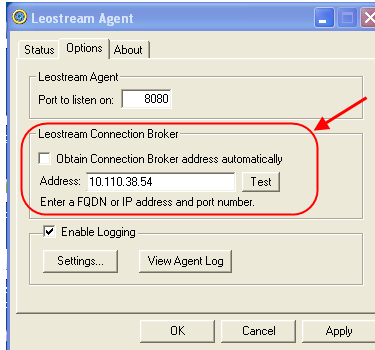 Leostream Agent
Status Options About
Leostream Agent
Port to listen on: 8080
Leostream Connection Broker
Obtain Connection Broker address automatically
Address: 10.110.38.54 Test
Enter a FQDN or IP address and port number.
Enable Logging
Settings... View Agent Log
OK Cancel Apply